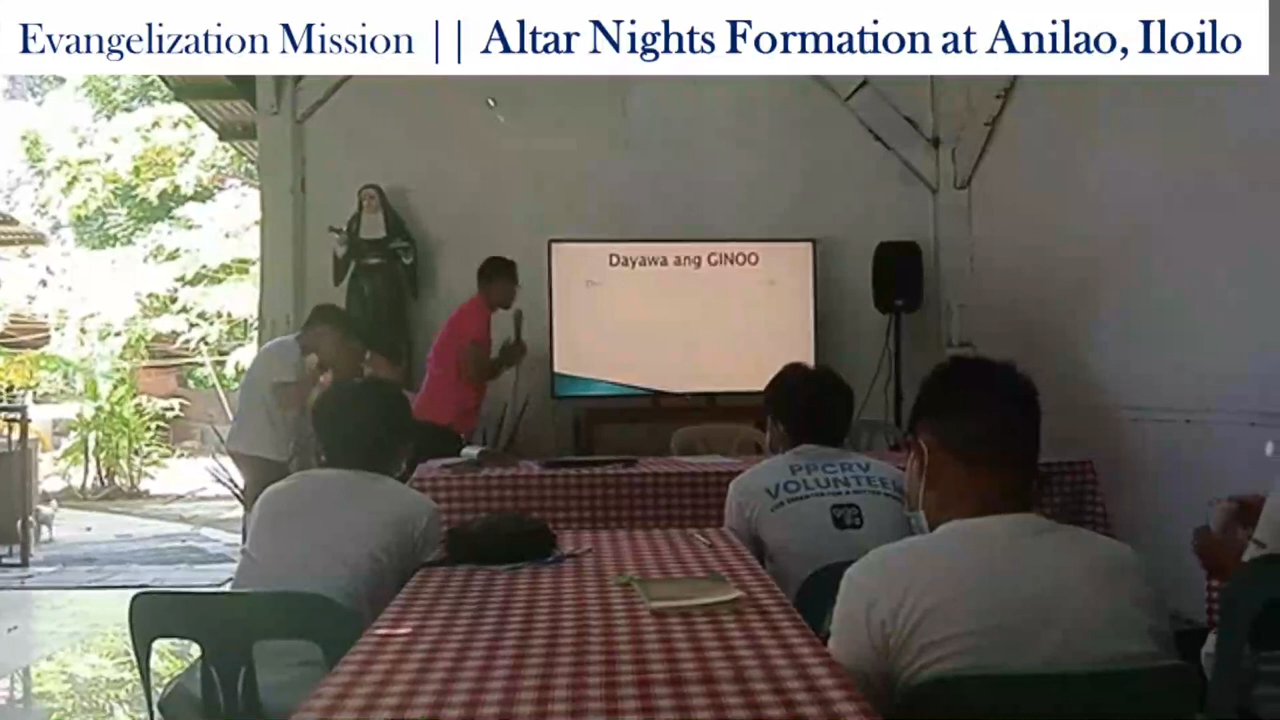 Evangelization Mission || Altar Nights Formation at Anilao, Iloilo
Dayawa ang GINOO
PPCRV
VOLUNTEER